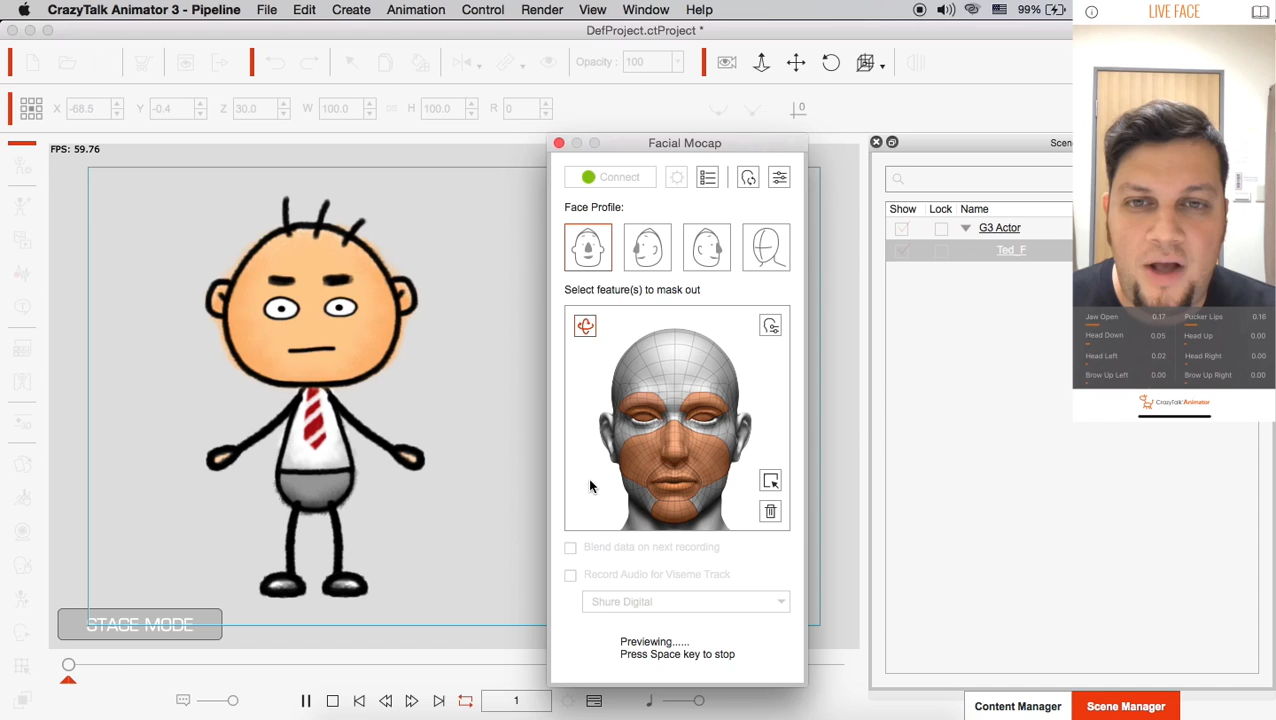 CrazyTalk Animator 3 - Pipeline File Edit Create Animation Control Render View Window Help 99%
DefProject.ctProject *
Opacity : 100
X -68.5 Y -0.4 Z 30.0 W 100.0 H 100.0 R 0
FPS: 59.76
STAGE MODE
1
Facial Mocap
Connect
Face Profile:
Select feature(s) to mask out
Blend data on next recording
Record Audio for Viseme Track
Shure Digital
Previewing......
Press Space key to stop
Show Lock Name
G3 Actor
Ted_F
Content Manager Scene Manager
LIVE FACE
Jaw Open 0.17 Pucker Lips 0.16
Head Down 0.05 Head Up 0.00
Head Left 0.02 Head Right 0.00
Brow Up Left 0.00 Brow Up Right 0.00
CrazyTalk Animator